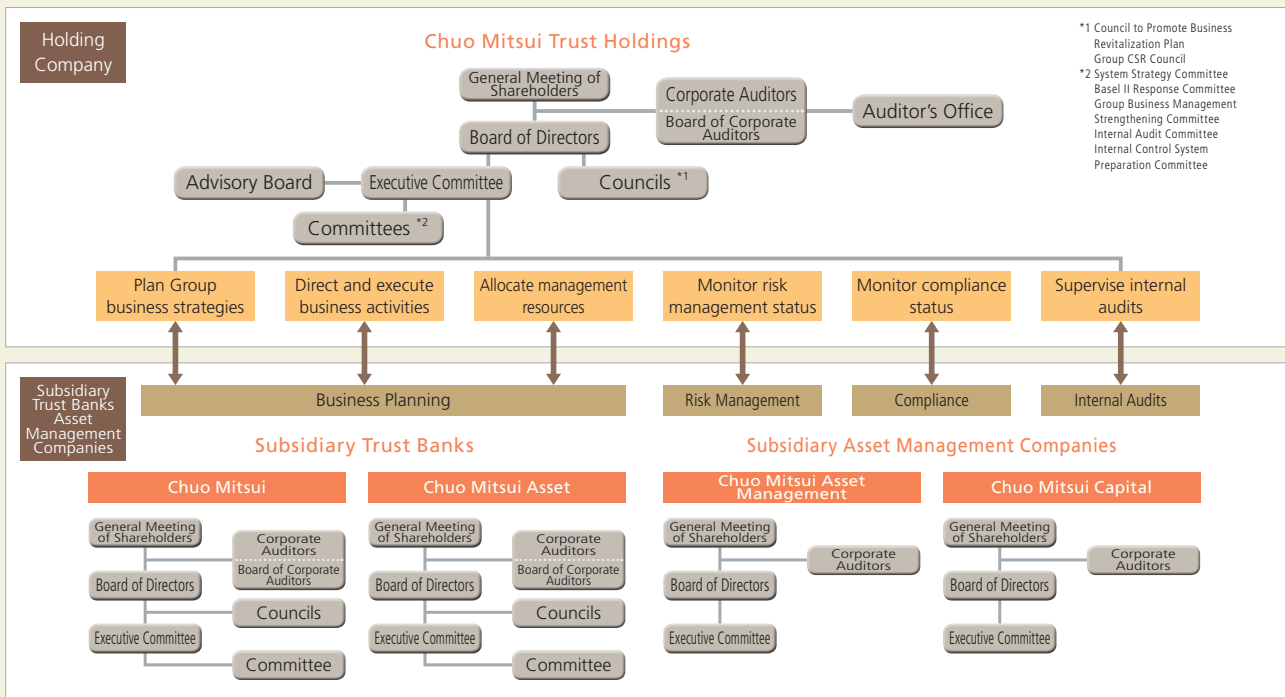 Holding
Company
Chuo Mitsui Trust Holdings
*1 Council to Promote Business
Revitalization Plan
Group CSR Council
*2 System Strategy Committee
Basel II Response Committee
Group Business Management
Strengthening Committee
Internal Audit Committee
Internal Control System
Preparation Committee
General Meeting of
Shareholders
Corporate Auditors
Board of Corporate
Auditors
Auditor's Office
Board of Directors
Advisory Board
Executive Committee
Councils *1
Committees *2
Plan Group
business strategies
Direct and execute
business activities
Allocate management
resources
Monitor risk
management status
Monitor compliance
status
Supervise internal
audits
Subsidiary
Trust Banks
Asset
Management
Companies
Business Planning
Risk Management
Compliance
Internal Audits
Subsidiary Trust Banks
Subsidiary Asset Management Companies
Chuo Mitsui
General Meeting
of Shareholders
Corporate
Auditors
Board of Corporate
Auditors
Board of Directors
Councils
Executive Committee
Committee
Chuo Mitsui Asset
General Meeting
of Shareholders
Corporate
Auditors
Board of Corporate
Auditors
Board of Directors
Councils
Executive Committee
Committee
Chuo Mitsui Asset
Management
General Meeting
of Shareholders
Corporate
Auditors
Board of Directors
Executive Committee
Chuo Mitsui Capital
General Meeting
of Shareholders
Corporate
Auditors
Board of Directors
Executive Committee